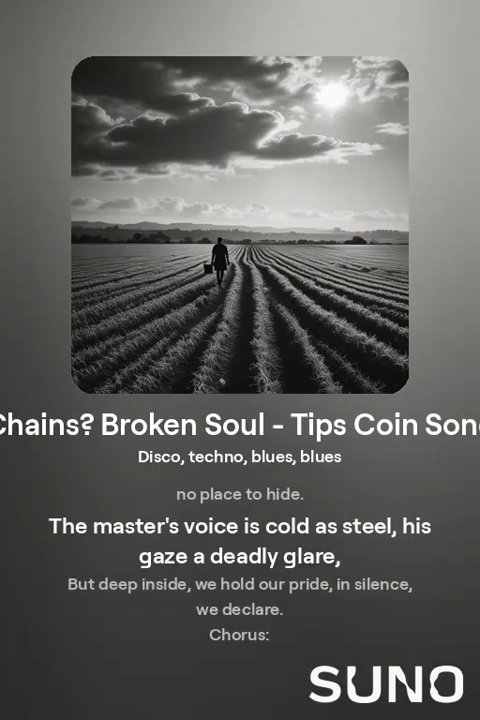 Chains? Broken Soul - Tips Coin Son
Disco, techno, blues, blues
no place to hide.
The master's voice is cold as steel, his
gaze a deadly glare,
But deep inside, we hold our pride, in silence,
we declare.
Chorus:
SUNO